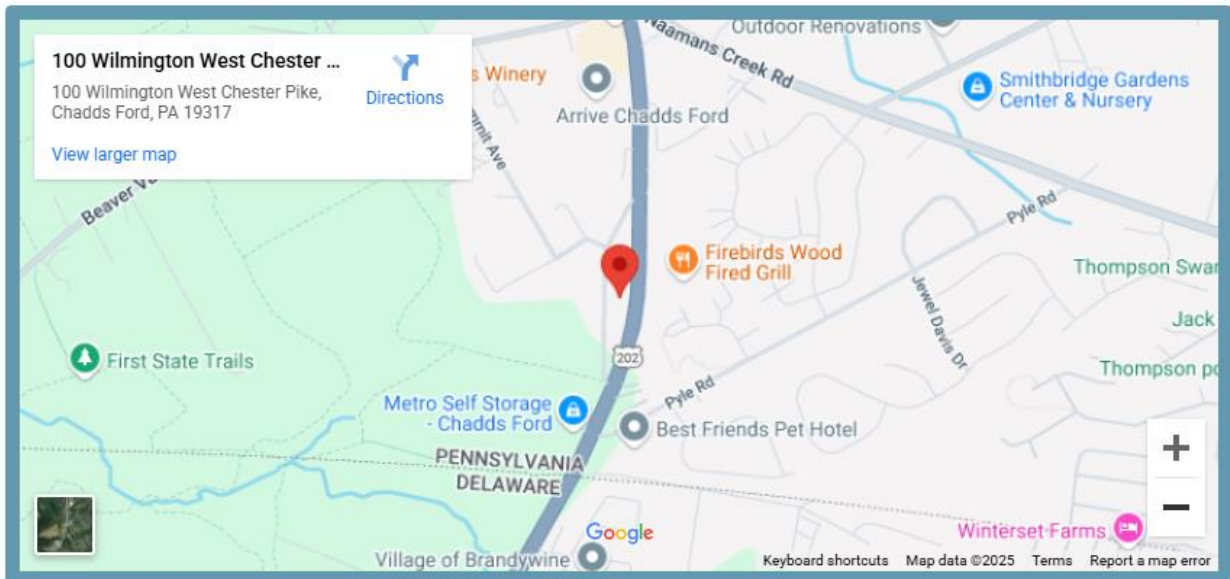 100 Wilmington West Chester ...
100 Wilmington West Chester Pike,
Chadds Ford, PA 19317
Directions
View larger map
Outdoor Renovations
Naamans Creek Rd
s Winery
Arrive Chadds Ford
Smithbridge Gardens
Center & Nursery
mmit Ave
Beaver Va
Pyle Rd
Firebirds Wood
Fired Grill
Thompson Swar
Jewel Davis Dr
Jack
First State Trails
202
Thompson po
Pyle Rd
Metro Self Storage
- Chadds Ford
Best Friends Pet Hotel
PENNSYLVANIA
DELAWARE
Google
Winterset Farms
Village of Brandywine
Keyboard shortcuts Map data ©2025 Terms Report a map error